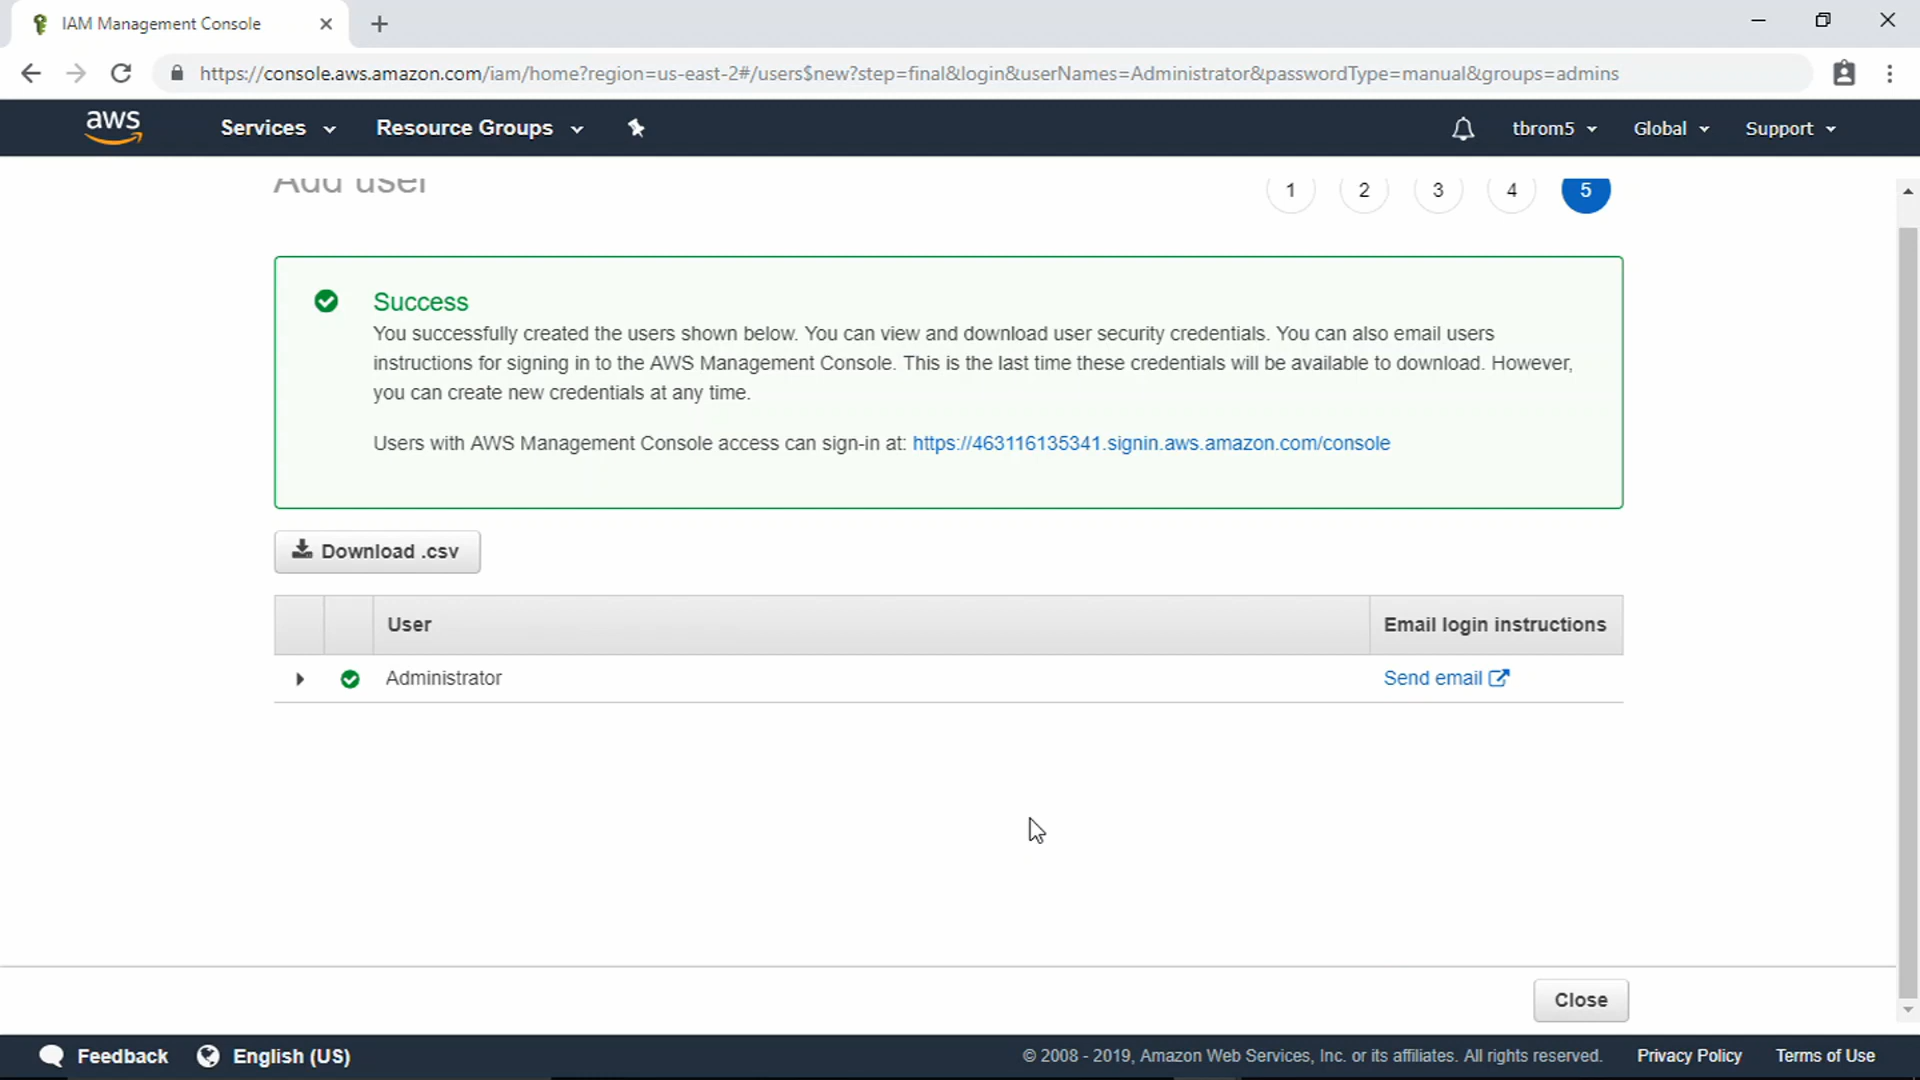 IAM Management Console
https://console.aws.amazon.com/iam/home?region=us-east-2#/users$new?step=final&login&userNames=Administrator&passwordType=manual&groups=admins
aws Services Resource Groups tbrom5 Global Support
Add user 1 2 3 4 5
Success
You successfully created the users shown below. You can view and download user security credentials. You can also email users
instructions for signing in to the AWS Management Console. This is the last time these credentials will be available to download. However,
you can create new credentials at any time.
Users with AWS Management Console access can sign-in at: https://463116135341.signin.aws.amazon.com/console
Download .csv
User Email login instructions
Administrator Send email
Close
Feedback English (US) © 2008 - 2019, Amazon Web Services, Inc. or its affiliates. All rights reserved. Privacy Policy Terms of Use